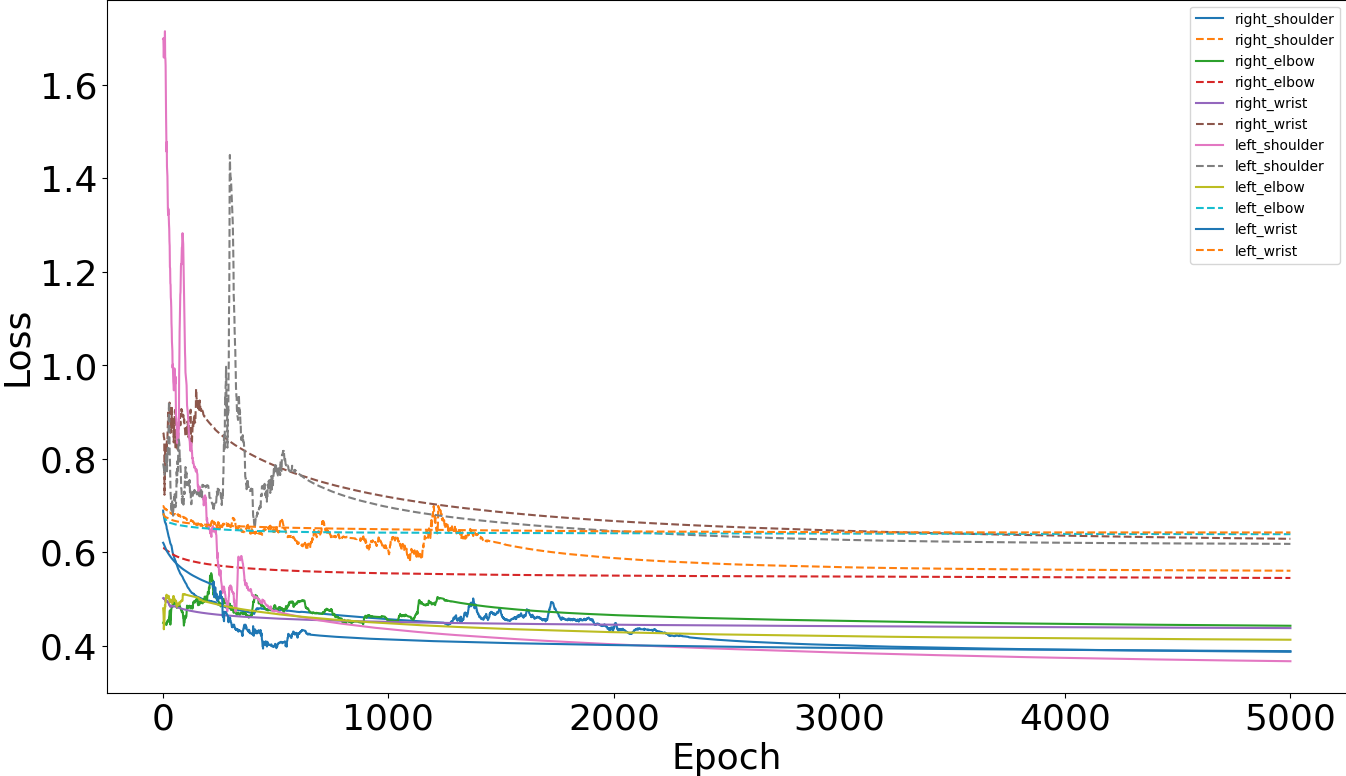 1.6
1.4
1.2
1.0
0.8
0.6
0.4
Loss
0
1000
2000
3000
4000
5000
Epoch
right_shoulder
right_shoulder
right_elbow
right_elbow
right_wrist
right_wrist
left_shoulder
left_shoulder
left_elbow
left_elbow
left_wrist
left_wrist